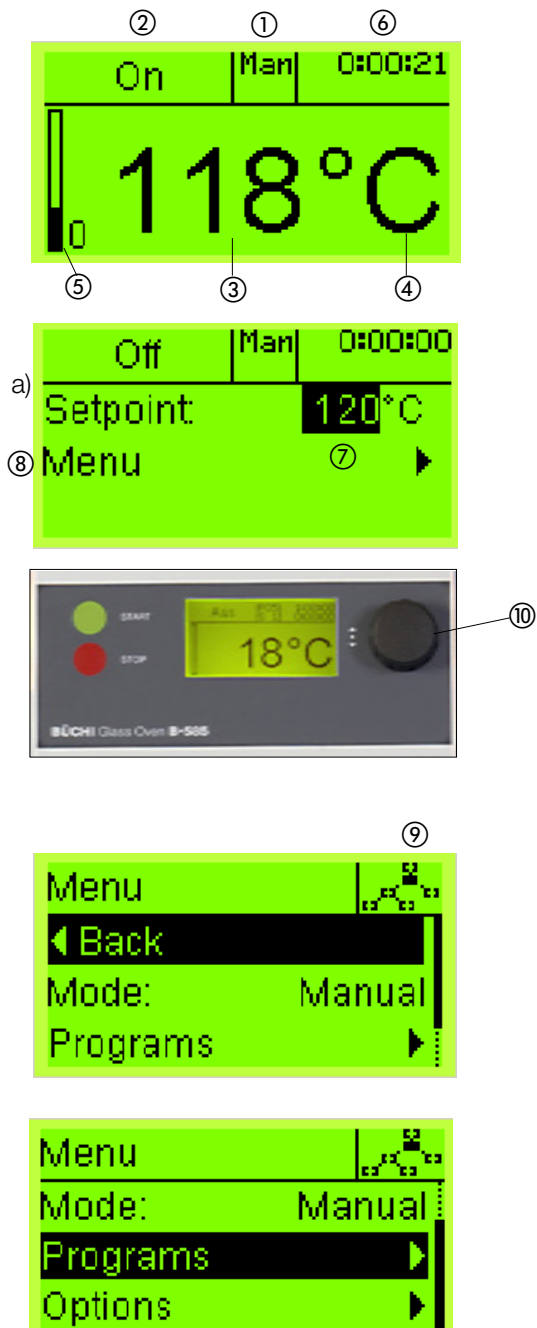 ② ① ⑥
On Man 0:00:21
118°C
0
⑤ ③ ④
Off Man 0:00:00
a)
Setpoint: 120°C
⑧ Menu ⑦
START
18°C
⑩
STOP
BÜCHI Glass Oven B-585
⑨
Menu
Back
Mode: Manual
Programs
Menu
Mode: Manual
Programs
Options